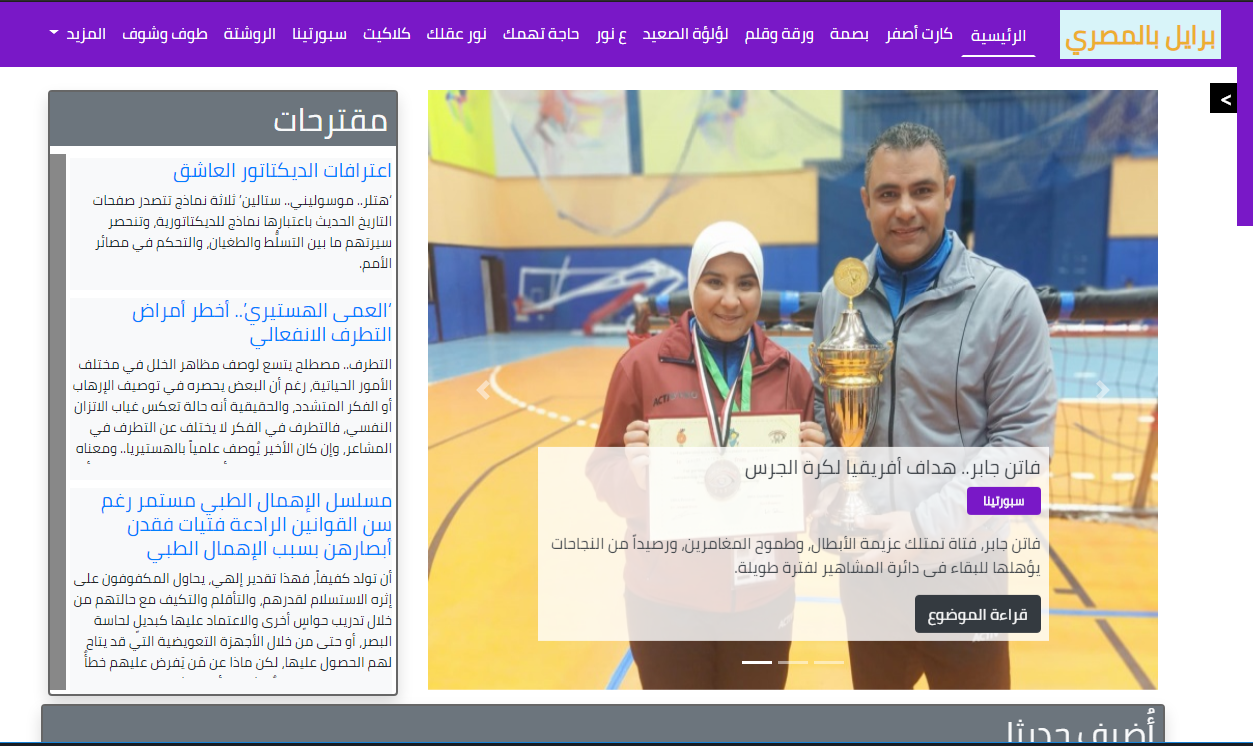 برايل بالمصري
الرئيسية
كارت أصفر
بصمة
ورقة وقلم
لؤلؤة الصعيد
ع نور
حاجة تهمك
نور عقلك
كلاكيت
سبورتينا
الروشتة
طوف وشوف
المزيد
<
فاتن جابر.. هداف أفريقيا لكرة الجرس
سبورتينا
فاتن جابر، فتاة تمتلك عزيمة الأبطال، وطموح المغامرين، ورصيداً من النجاحات
يؤهلها للبقاء فى دائرة المشاهير لفترة طويلة.
قراءة الموضوع
مقترحات
اعترافات الديكتاتور العاشق
‘هتلر.. موسوليني.. ستالين’ ثلاثة نماذج تتصدر صفحات
التاريخ الحديث باعتبارها نماذج للديكتاتورية، وتنحصر
سيرتهم ما بين التسلُّط والطغيان، والتحكم في مصائر
الأمم.
‘العمى الهستيري’.. أخطر أمراض
التطرف الانفعالي
التطرف.. مصطلح يتسع لوصف مظاهر الخلل في مختلف
الأمور الحياتية، رغم أن البعض يحصره في توصيف الإرهاب
أو الفكر المتشدد، والحقيقية أنه حالة تعكس غياب الاتزان
النفسي، فالتطرف في الفكر لا يختلف عن التطرف في
المشاعر، وإن كان الأخير يُوصف علمياً بالهستيريا.. ومعناه
مسلسل الإهمال الطبي مستمر رغم
سن القوانين الرادعة فتيات فقدن
أبصارهن بسبب الإهمال الطبي
أن تولد كفيفاً، فهذا تقدير إلهي، يحاول المكفوفون على
إثره الاستسلام لقدرهم، والتأقلم والتكيف مع حالتهم من
خلال تدريب حواسٍ أخرى والاعتماد عليها كبديلٍ لحاسة
البصر، أو حتى من خلال الأجهزة التعويضية التي قد يتاح
لهم الحصول عليها، لكن ماذا عن مَن يَفرض عليهم خطأً
أُضيف حديثا